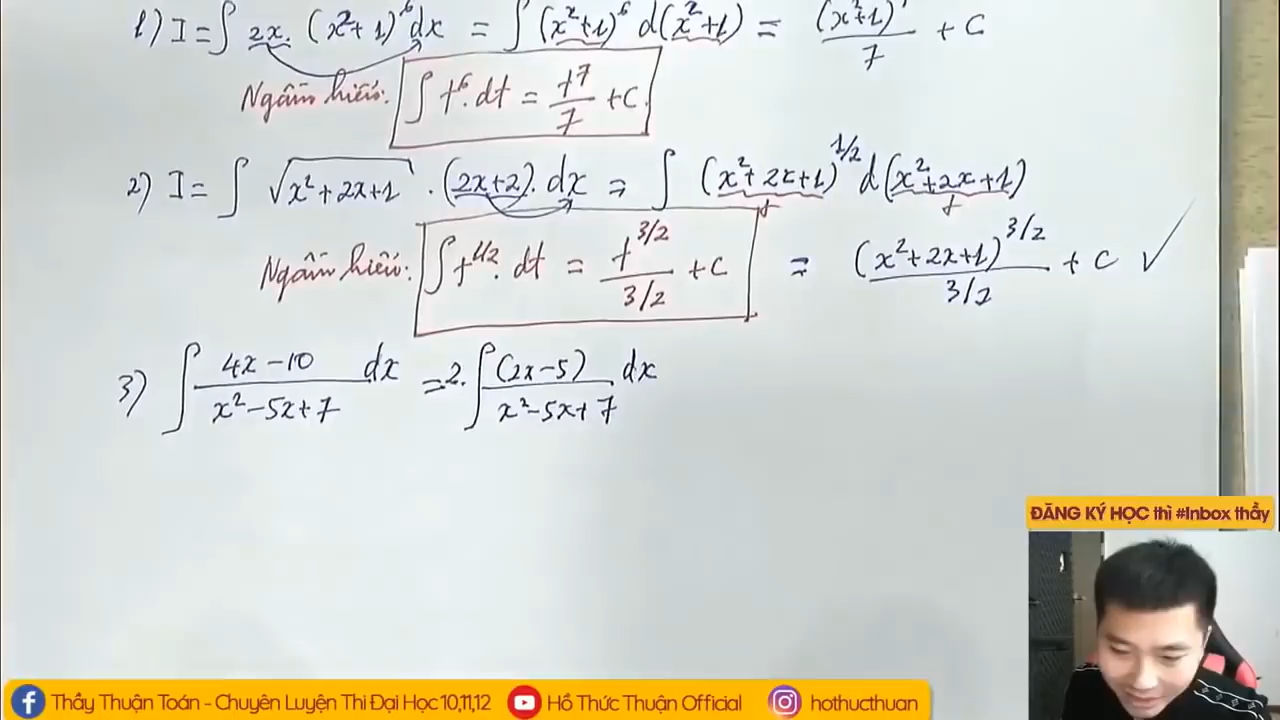 1) I = ∫ 2x. (x²+1)⁶ dx = ∫ (x²+1)⁶ d(x²+1) = (x²+1)⁷/7 + C
Ngầm hiểu: ∫ t⁶. dt = t⁷/7 + C.
2) I = ∫ √(x²+2x+1) . (2x+2). dx = ∫ (x²+2x+1)^(1/2) d(x²+2x+1)
t t
Ngầm hiểu: ∫ t^(1/2). dt = t^(3/2)/(3/2) + C = (x²+2x+1)^(3/2)/(3/2) + C ✓
3) ∫ (4x-10)/(x²-5x+7) dx = 2. ∫ (2x-5)/(x²-5x+7) dx
ĐĂNG KÝ HỌC thì #Inbox thầy
Thầy Thuận Toán - Chuyên Luyện Thi Đại Học 10,11,12 Hồ Thức Thuận Official hothucthuan